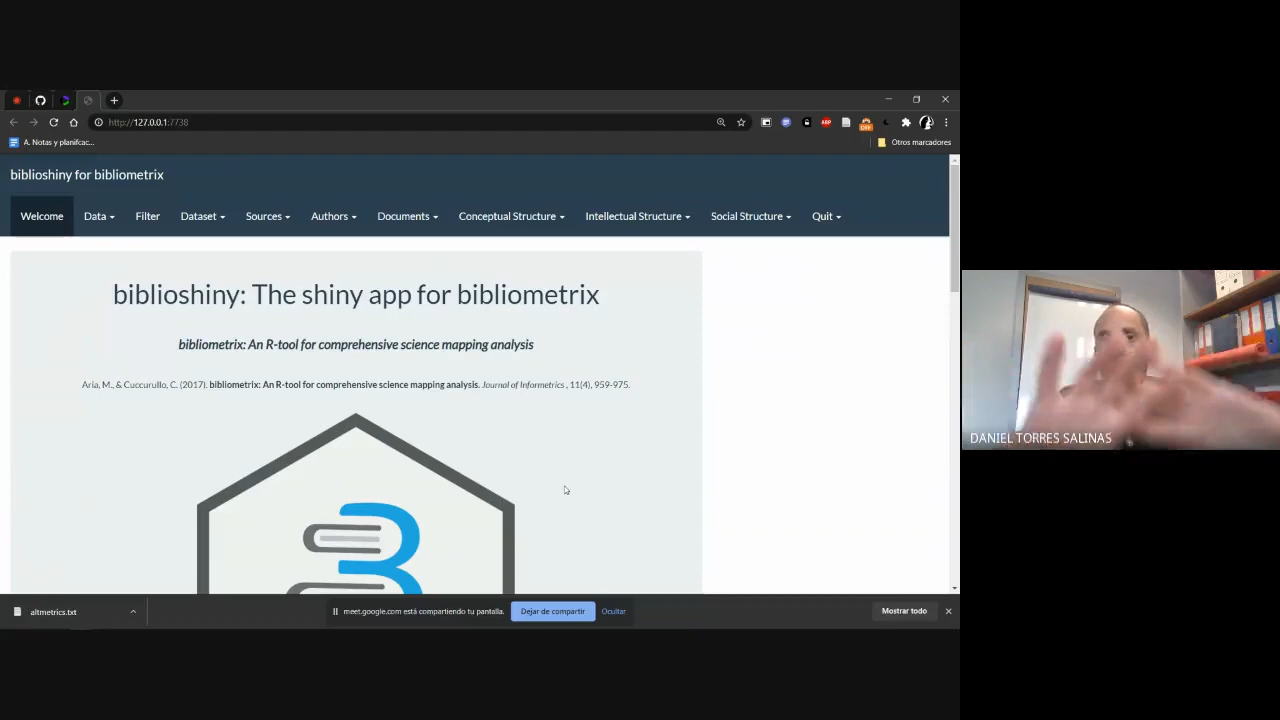 http://127.0.0.1:7738
A. Notas y planifcac...
Otros marcadores
biblioshiny for bibliometrix
Welcome Data Filter Dataset Sources Authors Documents Conceptual Structure Intellectual Structure Social Structure Quit
biblioshiny: The shiny app for bibliometrix
bibliometrix: An R-tool for comprehensive science mapping analysis
Aria, M., & Cuccurullo, C. (2017). bibliometrix: An R-tool for comprehensive science mapping analysis. Journal of Informetrics , 11(4), 959-975.
DANIEL TORRES SALINAS
altmetrics.txt
meet.google.com está compartiendo tu pantalla. Dejar de compartir Ocultar
Mostrar todo